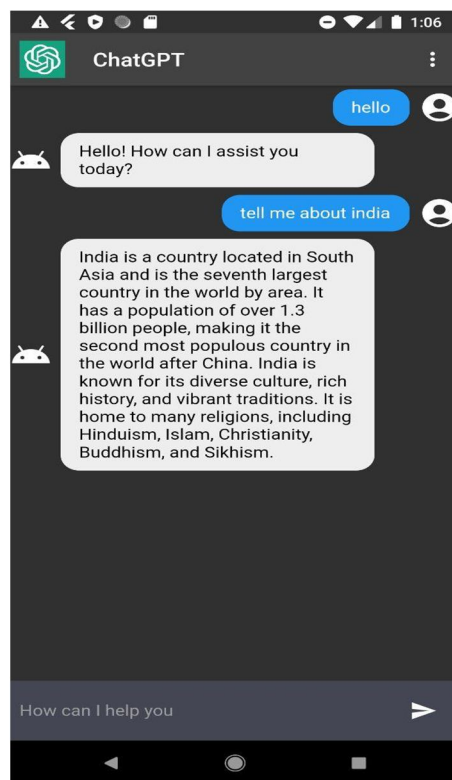 1:06
ChatGPT
hello
Hello! How can I assist you
today?
tell me about india
India is a country located in South
Asia and is the seventh largest
country in the world by area. It
has a population of over 1.3
billion people, making it the
second most populous country in
the world after China. India is
known for its diverse culture, rich
history, and vibrant traditions. It is
home to many religions, including
Hinduism, Islam, Christianity,
Buddhism, and Sikhism.
How can I help you